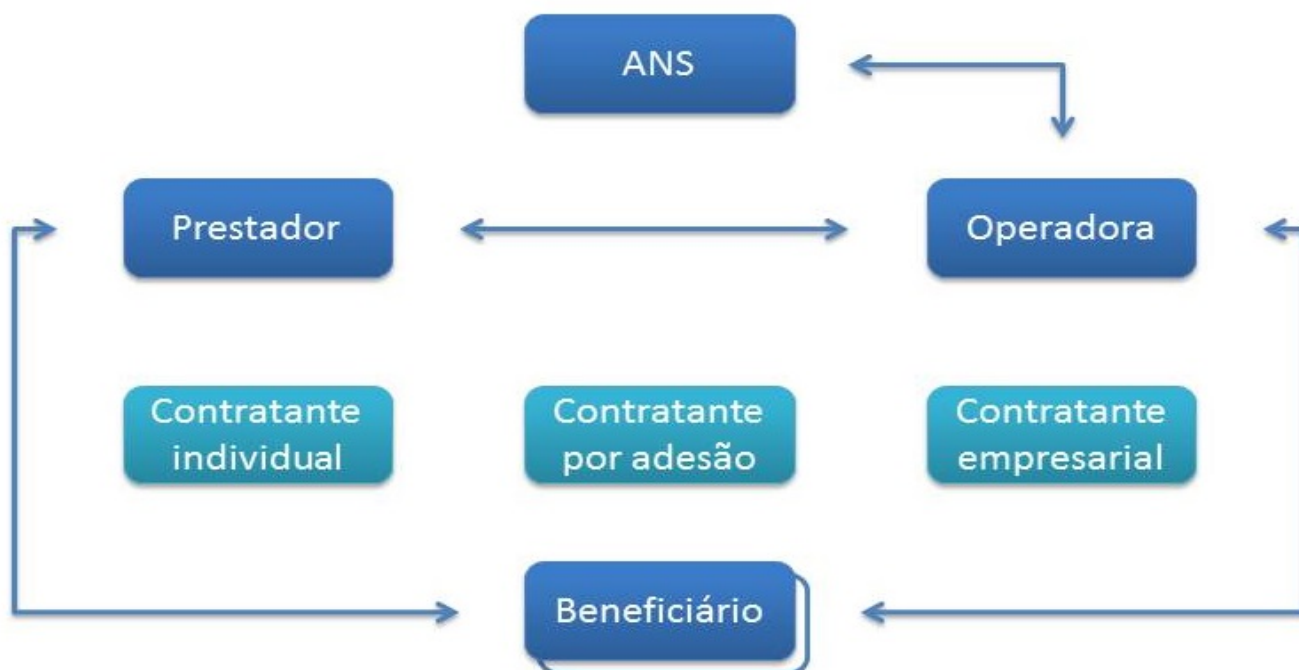 ANS
Prestador
Operadora
Contratante
individual
Contratante
por adesão
Contratante
empresarial
Beneficiário